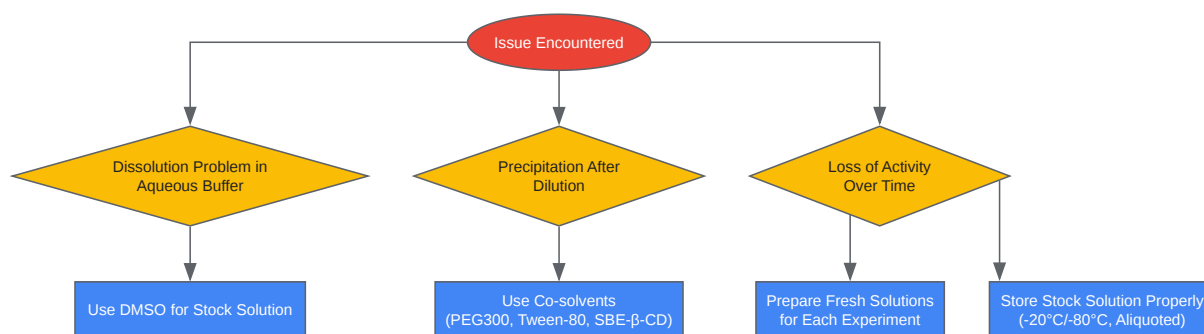 Issue Encountered
Dissolution Problem in
Aqueous Buffer
Precipitation After
Dilution
Loss of Activity
Over Time
Use DMSO for Stock Solution
Use Co-solvents
(PEG300, Tween-80, SBE-β-CD)
Prepare Fresh Solutions
for Each Experiment
Store Stock Solution Properly
(-20°C/-80°C, Aliquoted)